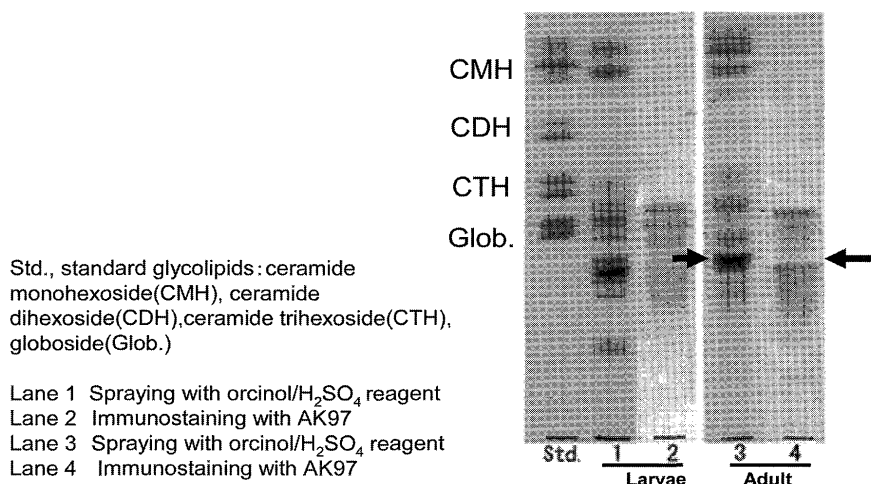 CMH
CDH
CTH
Glob.
Std., standard glycolipids：ceramide
monohexoside(CMH), ceramide
dihexoside(CDH),ceramide trihexoside(CTH),
globoside(Glob.)
Lane 1 Spraying with orcinol/H₂SO₄ reagent
Lane 2 Immunostaining with AK97
Lane 3 Spraying with orcinol/H₂SO₄ reagent
Lane 4 Immunostaining with AK97
Std. 1 2 3 4
Larvae Adult